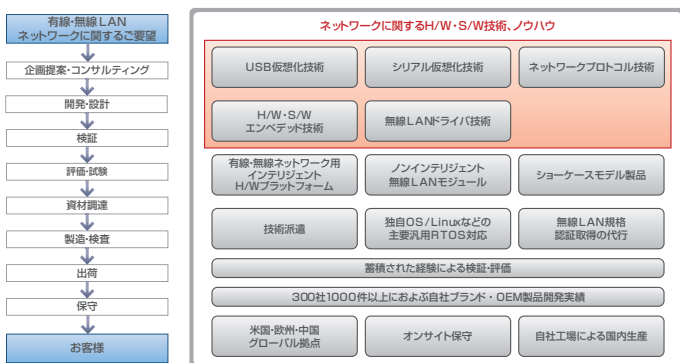 有線・無線LAN
ネットワークに関するご要望
企画提案・コンサルティング
開発・設計
検証
評価・試験
資材調達
製造・検査
出荷
保守
お客様
ネットワークに関するH/W・S/W技術、ノウハウ
USB仮想化技術
シリアル仮想化技術
ネットワークプロトコル技術
H/W・S/W
エンベデッド技術
無線LANドライバ技術
有線・無線ネットワーク用
インテリジェント
H/Wプラットフォーム
ノンインテリジェント
無線LANモジュール
ショーケースモデル製品
技術派遣
独自OS/Linuxなどの
主要汎用RTOS対応
無線LAN規格
認証取得の代行
蓄積された経験による検証・評価
300社1000件以上におよぶ自社ブランド・OEM製品開発実績
米国・欧州・中国
グローバル拠点
オンサイト保守
自社工場による国内生産